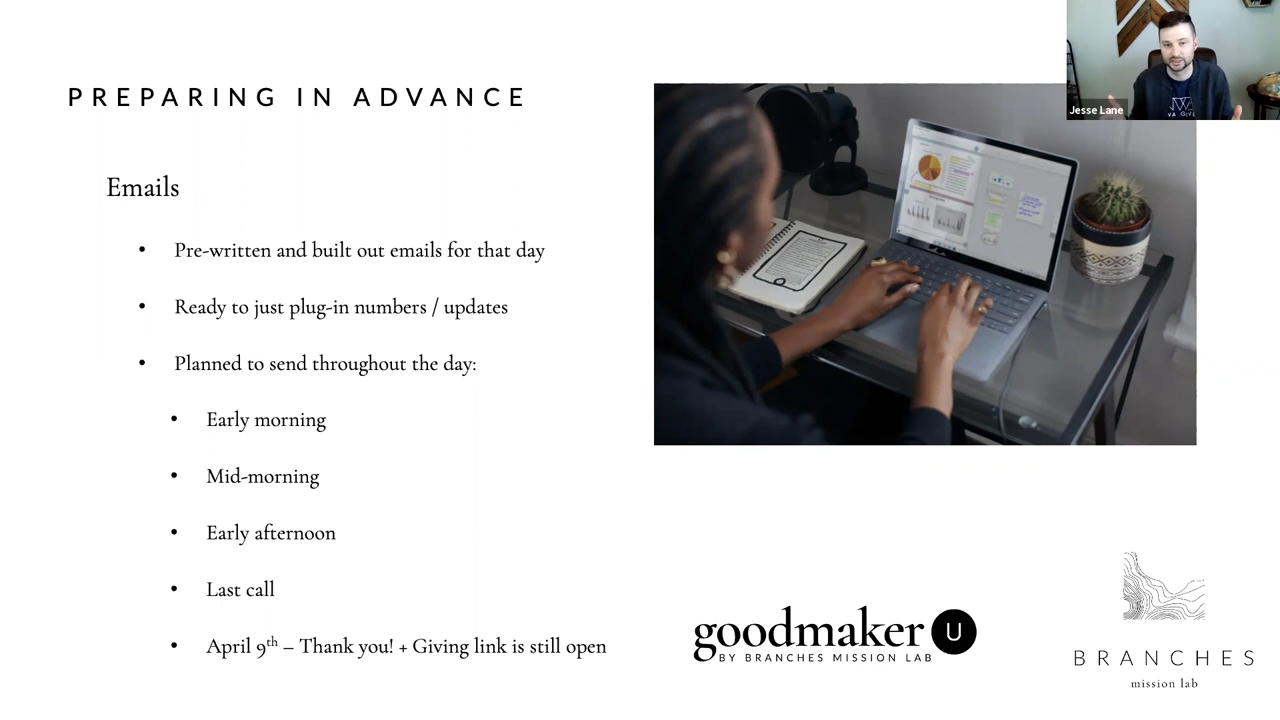 PREPARING IN ADVANCE
Jesse Lane
Emails
• Pre-written and built out emails for that day
• Ready to just plug-in numbers / updates
• Planned to send throughout the day:
• Early morning
• Mid-morning
• Early afternoon
• Last call
• April 9th – Thank you! + Giving link is still open
goodmaker U
BY BRANCHES MISSION LAB
BRANCHES
mission lab